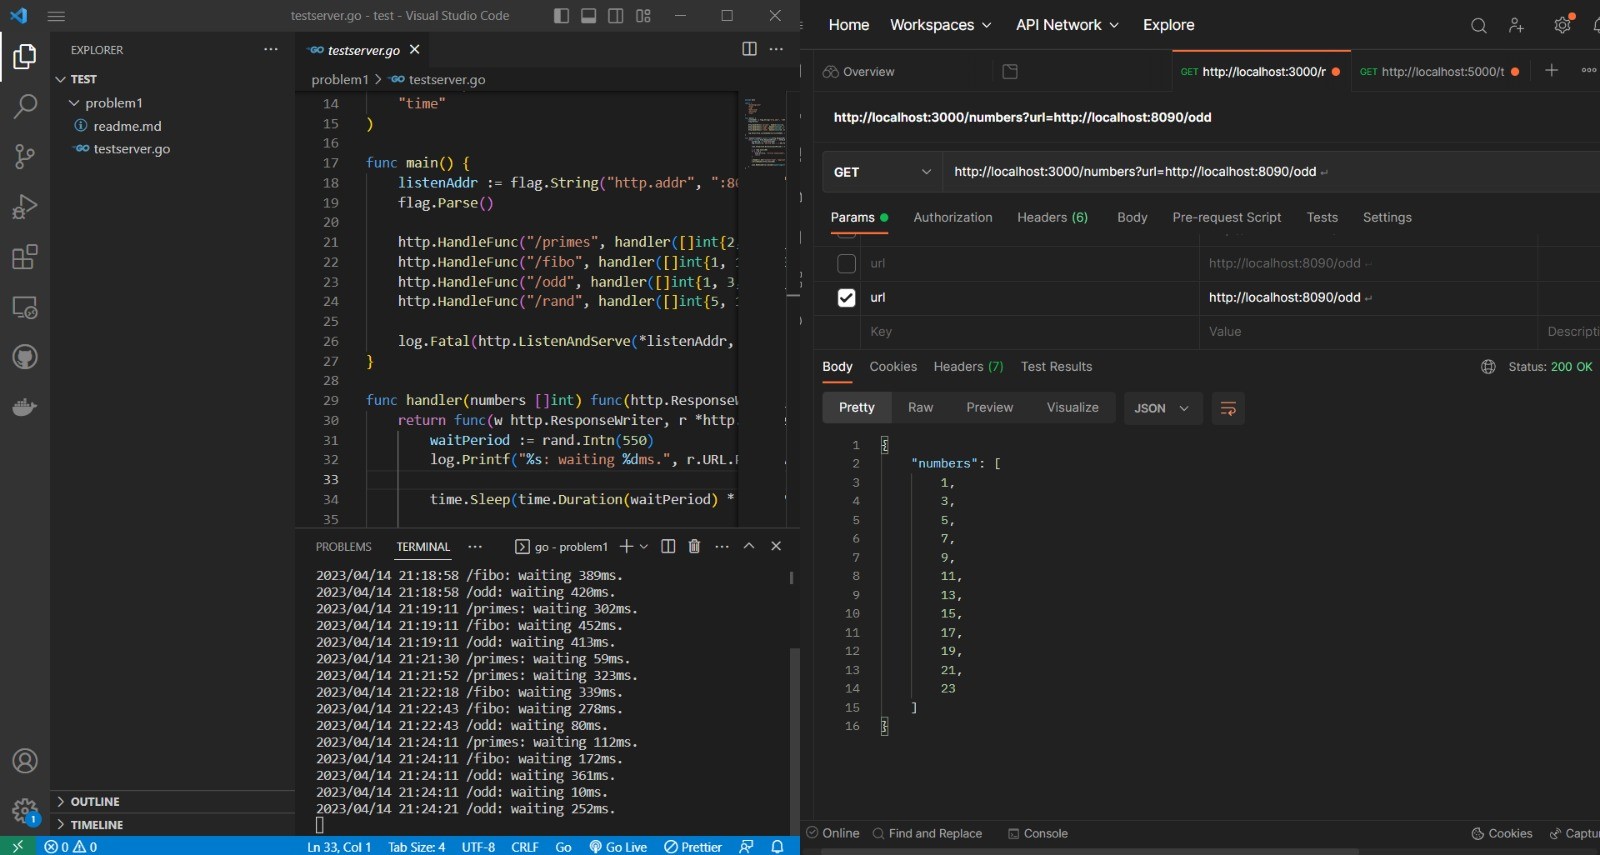 testserver.go - test - Visual Studio Code
EXPLORER
TEST
problem1
readme.md
testserver.go
OUTLINE
TIMELINE
testserver.go
problem1 > testserver.go
14 "time"
15 )
16
17 func main() {
18 listenAddr := flag.String("http.addr", ":80
19 flag.Parse()
20
21 http.HandleFunc("/primes", handler([]int{2,
22 http.HandleFunc("/fibo", handler([]int{1,
23 http.HandleFunc("/odd", handler([]int{1, 3,
24 http.HandleFunc("/rand", handler([]int{5,
25
26 log.Fatal(http.ListenAndServe(*listenAddr,
27 }
28
29 func handler(numbers []int) func(http.ResponseW
30 return func(w http.ResponseWriter, r *http.
31 waitPeriod := rand.Intn(550)
32 log.Printf("%s: waiting %dms.", r.URL.
33
34 time.Sleep(time.Duration(waitPeriod) *
35
PROBLEMS TERMINAL go - problem1
2023/04/14 21:18:58 /fibo: waiting 389ms.
2023/04/14 21:18:58 /odd: waiting 420ms.
2023/04/14 21:19:11 /primes: waiting 302ms.
2023/04/14 21:19:11 /fibo: waiting 452ms.
2023/04/14 21:19:11 /odd: waiting 413ms.
2023/04/14 21:21:30 /primes: waiting 59ms.
2023/04/14 21:21:52 /primes: waiting 323ms.
2023/04/14 21:22:18 /fibo: waiting 339ms.
2023/04/14 21:22:43 /fibo: waiting 278ms.
2023/04/14 21:22:43 /odd: waiting 80ms.
2023/04/14 21:24:11 /primes: waiting 112ms.
2023/04/14 21:24:11 /fibo: waiting 172ms.
2023/04/14 21:24:11 /odd: waiting 361ms.
2023/04/14 21:24:11 /odd: waiting 10ms.
2023/04/14 21:24:21 /odd: waiting 252ms.
1
0 0 Ln 33, Col 1 Tab Size: 4 UTF-8 CRLF Go Go Live Prettier
Home Workspaces API Network Explore
Overview GET http://localhost:3000/r GET http://localhost:5000/t
http://localhost:3000/numbers?url=http://localhost:8090/odd
GET http://localhost:3000/numbers?url=http://localhost:8090/odd
Params Authorization Headers (6) Body Pre-request Script Tests Settings
url http://localhost:8090/odd
url http://localhost:8090/odd
Key Value Descripti
Body Cookies Headers (7) Test Results Status: 200 OK
Pretty Raw Preview Visualize JSON
1 {
2 "numbers": [
3 1,
4 3,
5 5,
6 7,
7 9,
8 11,
9 13,
10 15,
11 17,
12 19,
13 21,
14 23
15 ]
16 }
Online Find and Replace Console Cookies Captu